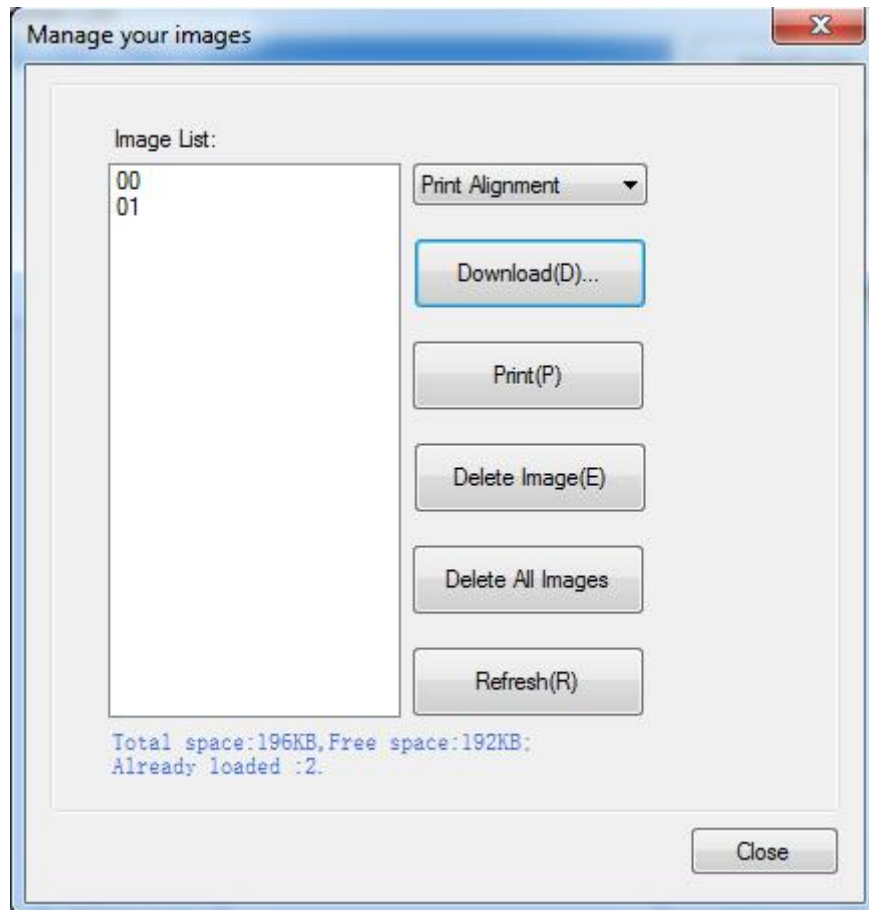 Manage your images
Image List:
00
01
Print Alignment
Download(D)...
Print(P)
Delete Image(E)
Delete All Images
Refresh(R)
Total space:196KB,Free space:192KB;
Already loaded :2.
Close